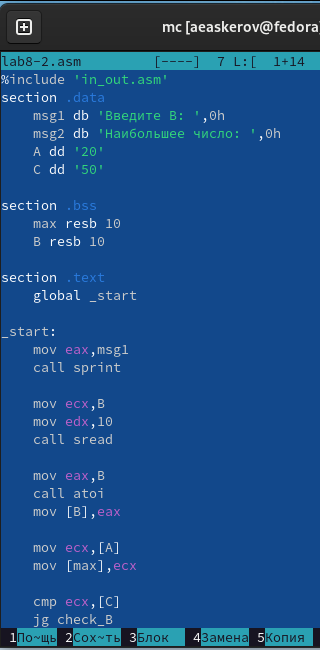 mc [aeaskerov@fedora
lab8-2.asm [----] 7 L:[ 1+14
%include 'in_out.asm'
section .data
msg1 db 'Введите B: ',0h
msg2 db 'Наибольшее число: ',0h
A dd '20'
C dd '50'
section .bss
max resb 10
B resb 10
section .text
global _start
_start:
mov eax,msg1
call sprint
mov ecx,B
mov edx,10
call sread
mov eax,B
call atoi
mov [B],eax
mov ecx,[A]
mov [max],ecx
cmp ecx,[C]
jg check_B
1По~щь 2Сох~ть 3Блок 4Замена 5Копия